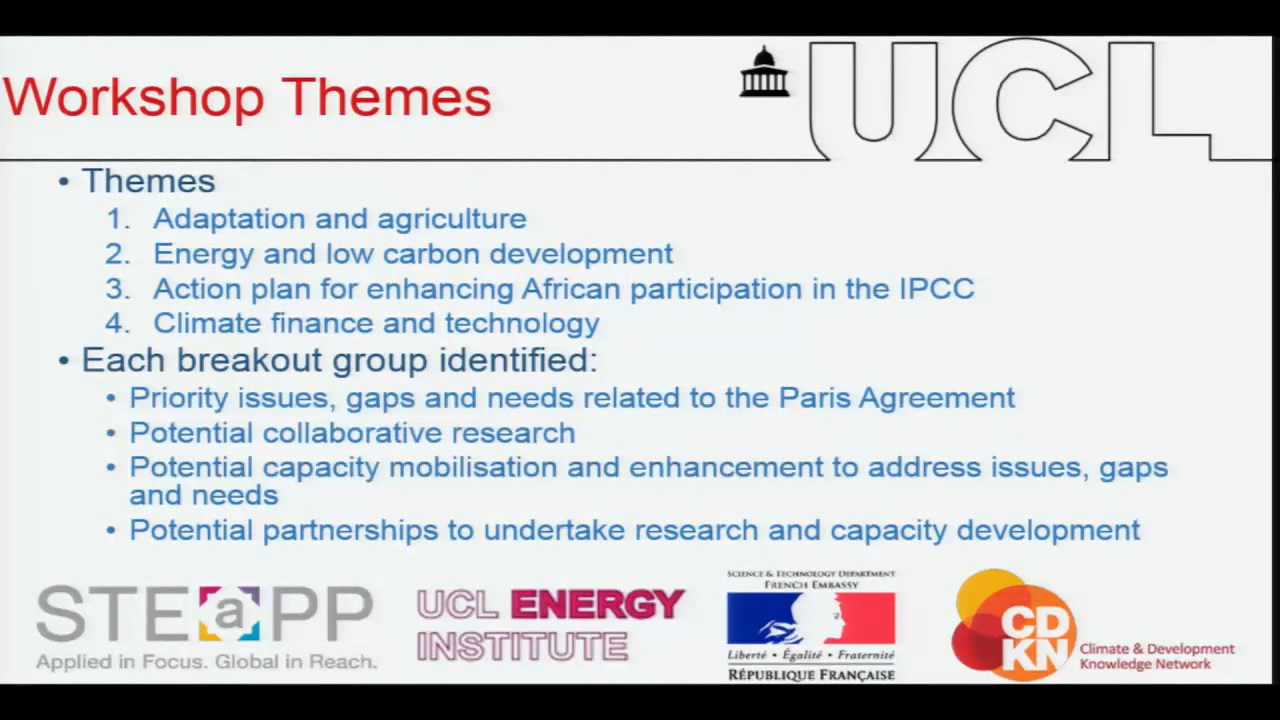 UCL
Workshop Themes
• Themes
1. Adaptation and agriculture
2. Energy and low carbon development
3. Action plan for enhancing African participation in the IPCC
4. Climate finance and technology
• Each breakout group identified:
• Priority issues, gaps and needs related to the Paris Agreement
• Potential collaborative research
• Potential capacity mobilisation and enhancement to address issues, gaps
and needs
• Potential partnerships to undertake research and capacity development
STEaPP
Applied in Focus. Global in Reach.
UCL ENERGY
INSTITUTE
SCIENCE & TECHNOLOGY DEPARTMENT
FRENCH EMBASSY
Liberté • Égalité • Fraternité
RÉPUBLIQUE FRANÇAISE
CD
KN
Climate & Development
Knowledge Network